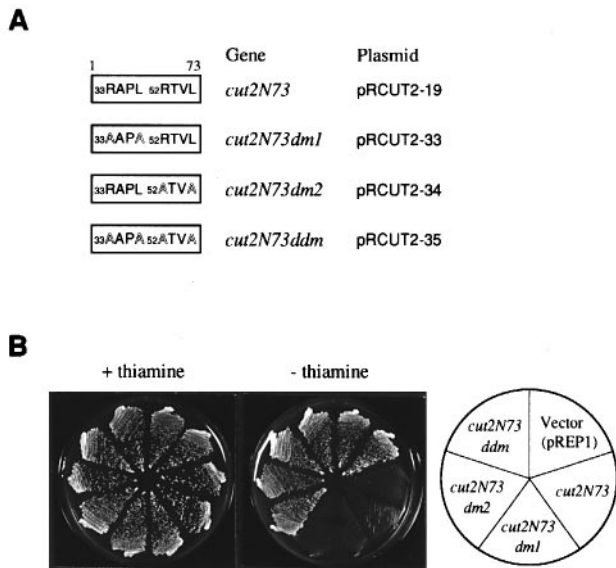 A
Gene Plasmid
1 73
33RAPL 52RTVL cut2N73 pRCUT2-19
33AAPA 52RTVL cut2N73dm1 pRCUT2-33
33RAPL 52ATVA cut2N73dm2 pRCUT2-34
33AAPA 52ATVA cut2N73ddm pRCUT2-35
B
+ thiamine - thiamine
cut2N73
ddm
Vector
(pREP1)
cut2N73
dm2
cut2N73
cut2N73
dm1